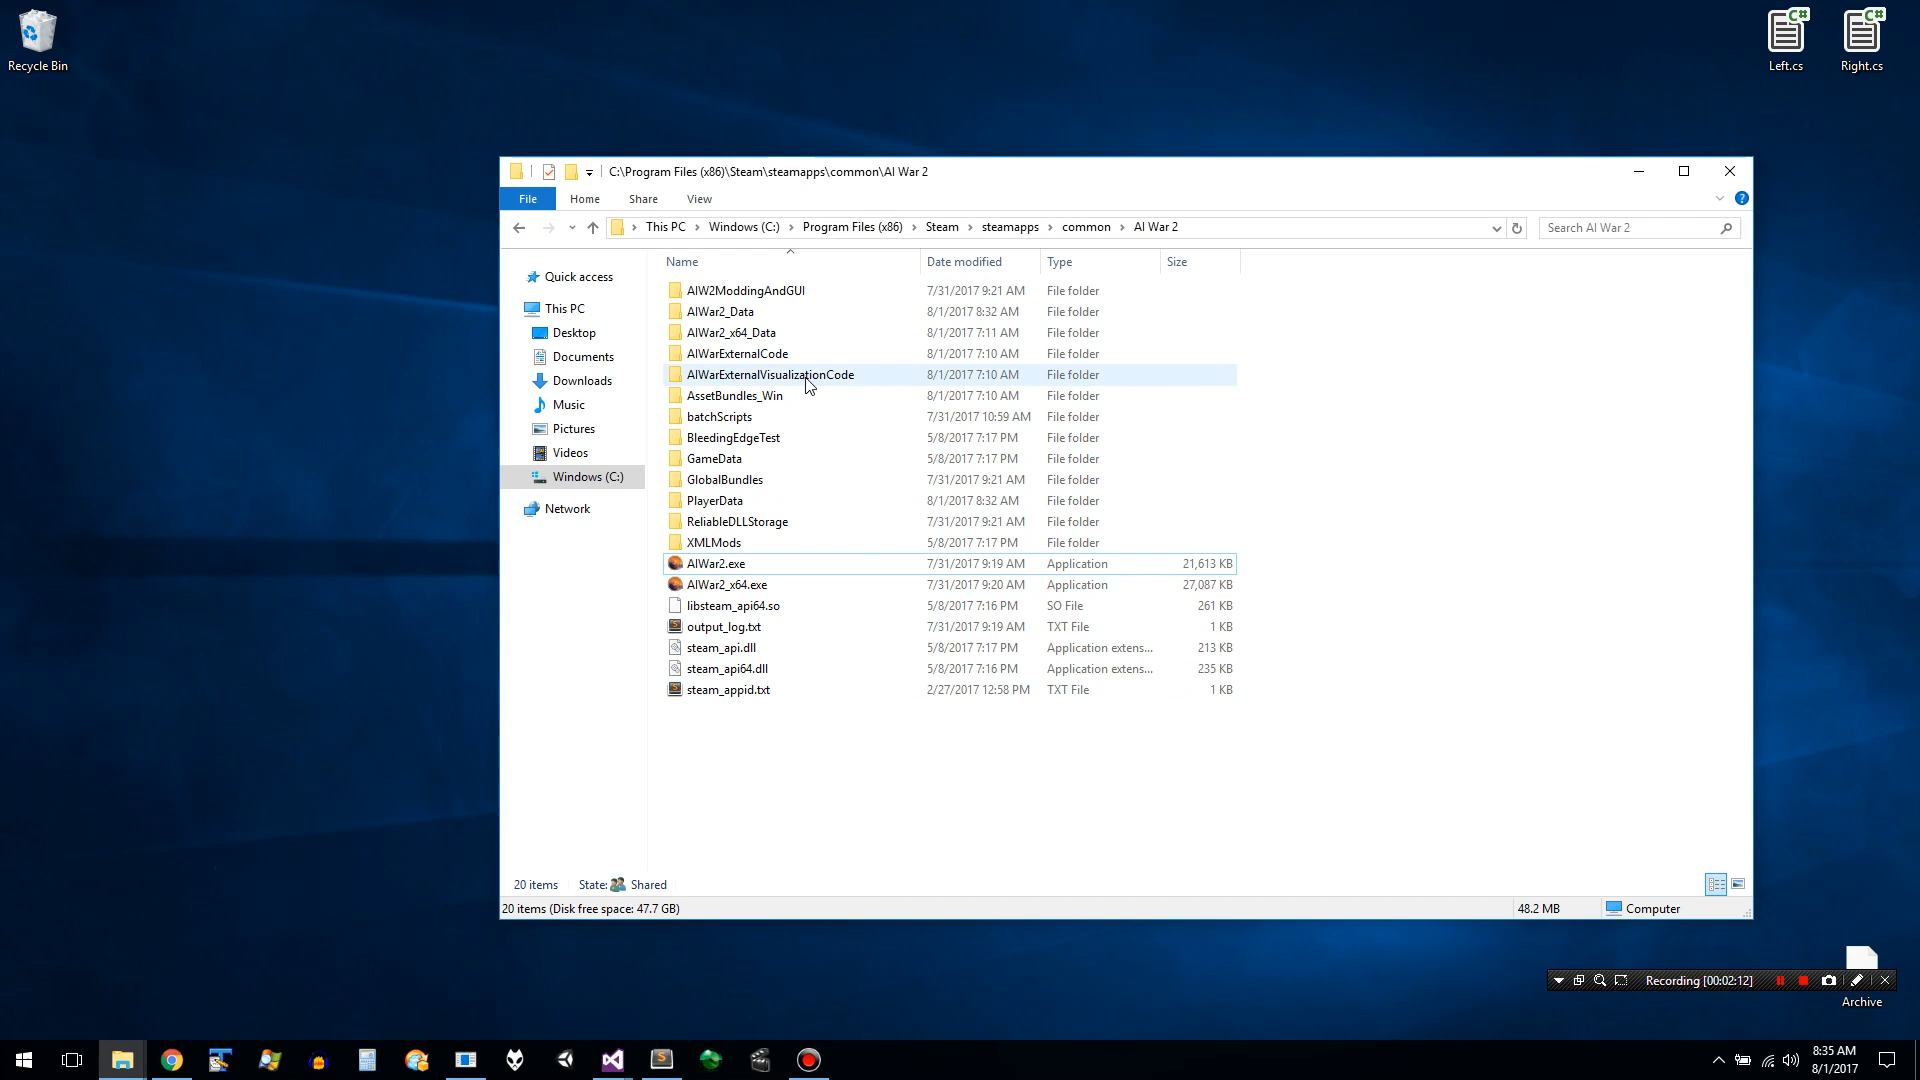 Recycle Bin
C#
Left.cs
C#
Right.cs
C:\Program Files (x86)\Steam\steamapps\common\AI War 2
File Home Share View
This PC Windows (C:) Program Files (x86) Steam steamapps common AI War 2
Search AI War 2
Quick access
This PC
Desktop
Documents
Downloads
Music
Pictures
Videos
Windows (C:)
Network
Name Date modified Type Size
AIW2ModdingAndGUI 7/31/2017 9:21 AM File folder
AIWar2_Data 8/1/2017 8:32 AM File folder
AIWar2_x64_Data 8/1/2017 7:11 AM File folder
AIWarExternalCode 8/1/2017 7:10 AM File folder
AIWarExternalVisualizationCode 8/1/2017 7:10 AM File folder
AssetBundles_Win 8/1/2017 7:10 AM File folder
batchScripts 7/31/2017 10:59 AM File folder
BleedingEdgeTest 5/8/2017 7:17 PM File folder
GameData 5/8/2017 7:17 PM File folder
GlobalBundles 7/31/2017 9:21 AM File folder
PlayerData 8/1/2017 8:32 AM File folder
ReliableDLLStorage 7/31/2017 9:21 AM File folder
XMLMods 5/8/2017 7:17 PM File folder
AIWar2.exe 7/31/2017 9:19 AM Application 21,613 KB
AIWar2_x64.exe 7/31/2017 9:20 AM Application 27,087 KB
libsteam_api64.so 5/8/2017 7:16 PM SO File 261 KB
output_log.txt 7/31/2017 9:19 AM TXT File 1 KB
steam_api.dll 5/8/2017 7:17 PM Application extens... 213 KB
steam_api64.dll 5/8/2017 7:16 PM Application extens... 235 KB
steam_appid.txt 2/27/2017 12:58 PM TXT File 1 KB
20 items State: Shared
20 items (Disk free space: 47.7 GB) 48.2 MB Computer
Recording [00:02:12]
Archive
8:35 AM
8/1/2017